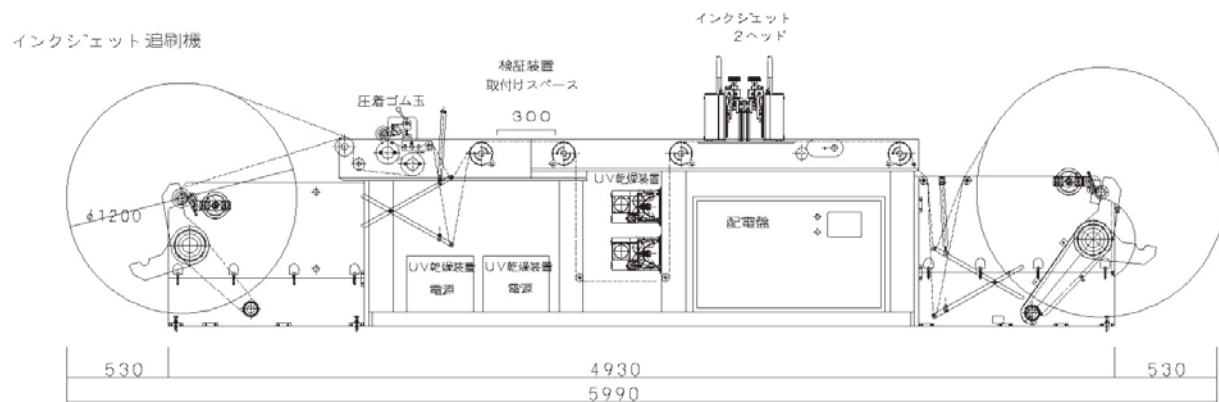 インクジェット追刷機
インクジェット
2ヘッド
検証装置
取付けスペース
圧着ゴム玉
300
UV乾燥装置
φ1200
配電盤
UV乾燥装置
電源
UV乾燥装置
電源
530
4930
530
5990